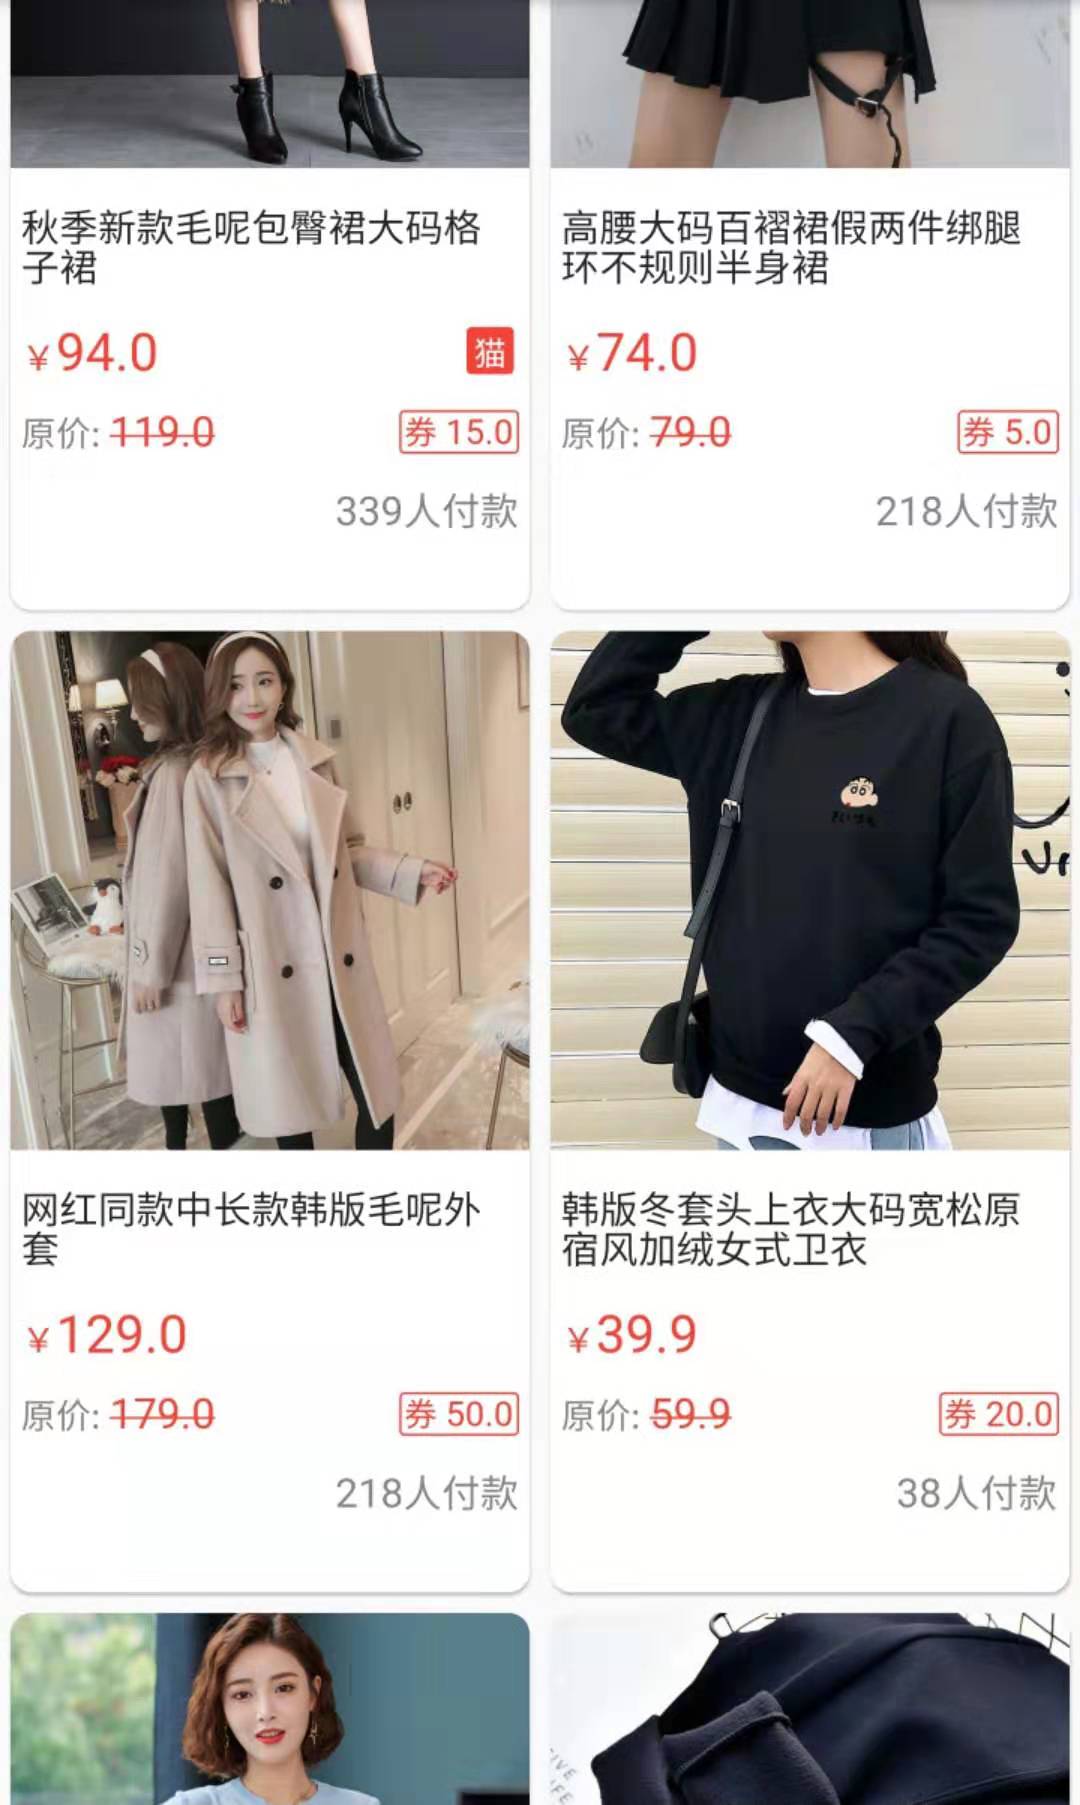 秋季新款毛呢包臀裙大码格
子裙
¥94.0
猫
原价: 119.0
券 15.0
339人付款
高腰大码百褶裙假两件绑腿
环不规则半身裙
¥74.0
原价: 79.0
券 5.0
218人付款
网红同款中长款韩版毛呢外
套
¥129.0
原价: 179.0
券 50.0
218人付款
韩版冬套头上衣大码宽松原
宿风加绒女式卫衣
¥39.9
原价: 59.9
券 20.0
38人付款